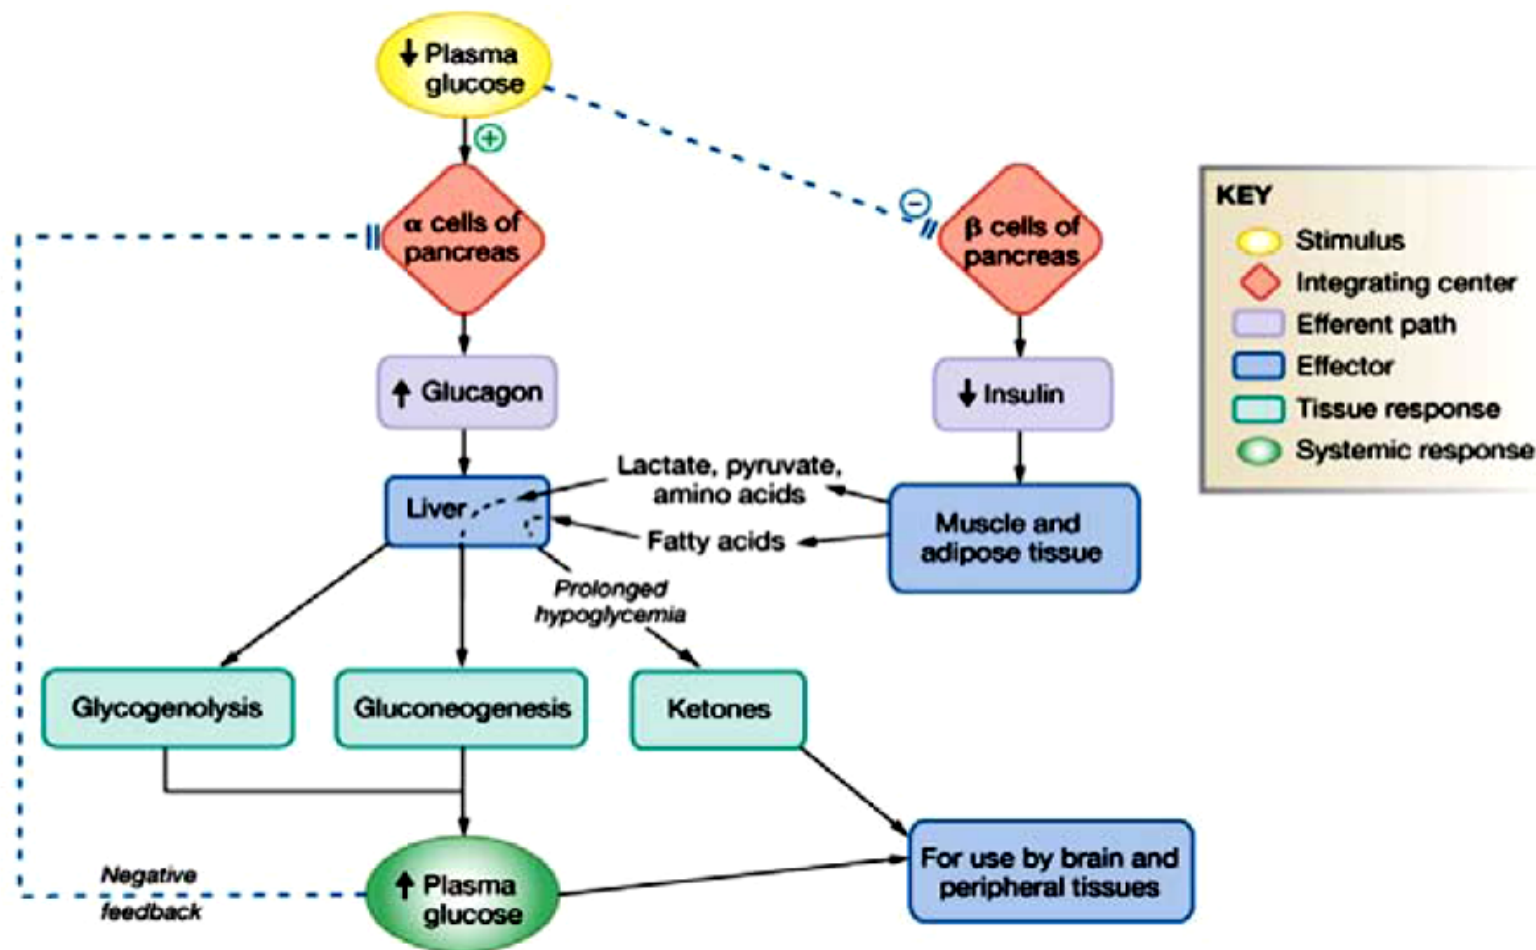 ↓ Plasma
glucose
+
α cells of
pancreas
−
β cells of
pancreas
↑ Glucagon
↓ Insulin
Liver
Lactate, pyruvate,
amino acids
Fatty acids
Muscle and
adipose tissue
Prolonged
hypoglycemia
Glycogenolysis
Gluconeogenesis
Ketones
Negative
feedback
↑ Plasma
glucose
For use by brain and
peripheral tissues
KEY
Stimulus
Integrating center
Efferent path
Effector
Tissue response
Systemic response